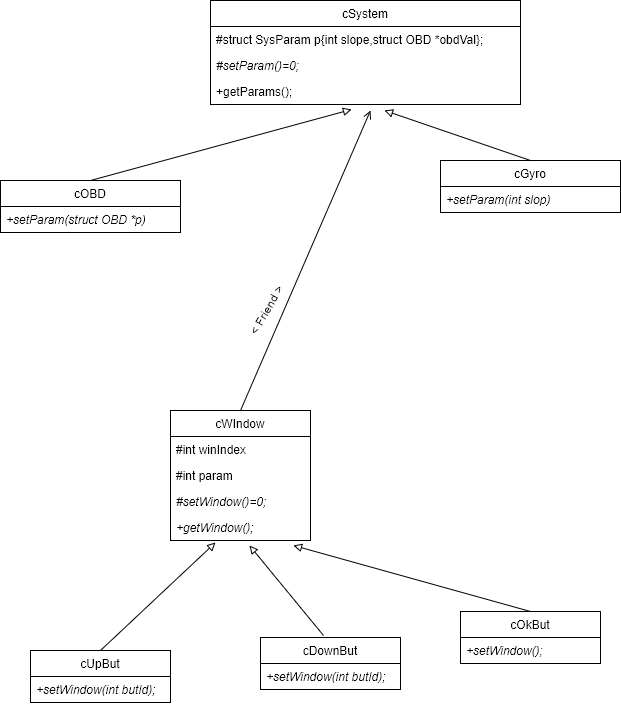 cSystem
#struct SysParam p{int slope,struct OBD *obdVal};
#setParam()=0;
+getParams();
cOBD
+setParam(struct OBD *p)
cGyro
+setParam(int slop)
< Friend >
cWIndow
#int winIndex
#int param
#setWindow()=0;
+getWindow();
cUpBut
+setWindow(int butid);
cDownBut
+setWindow(int butid);
cOkBut
+setWindow();